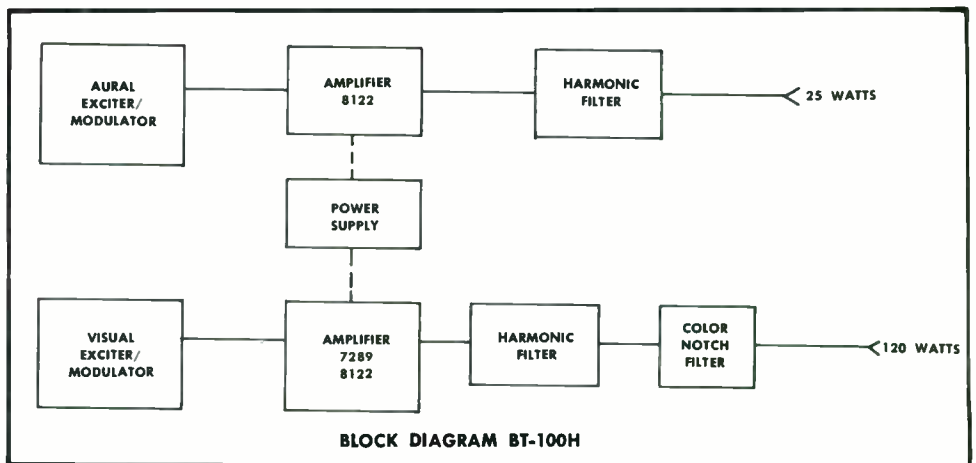 AURAL
EXCITER/
MODULATOR
AMPLIFIER
8122
HARMONIC
FILTER
25 WATTS
POWER
SUPPLY
VISUAL
EXCITER/
MODULATOR
AMPLIFIER
7289
8122
HARMONIC
FILTER
COLOR
NOTCH
FILTER
120 WATTS
BLOCK DIAGRAM BT-100H